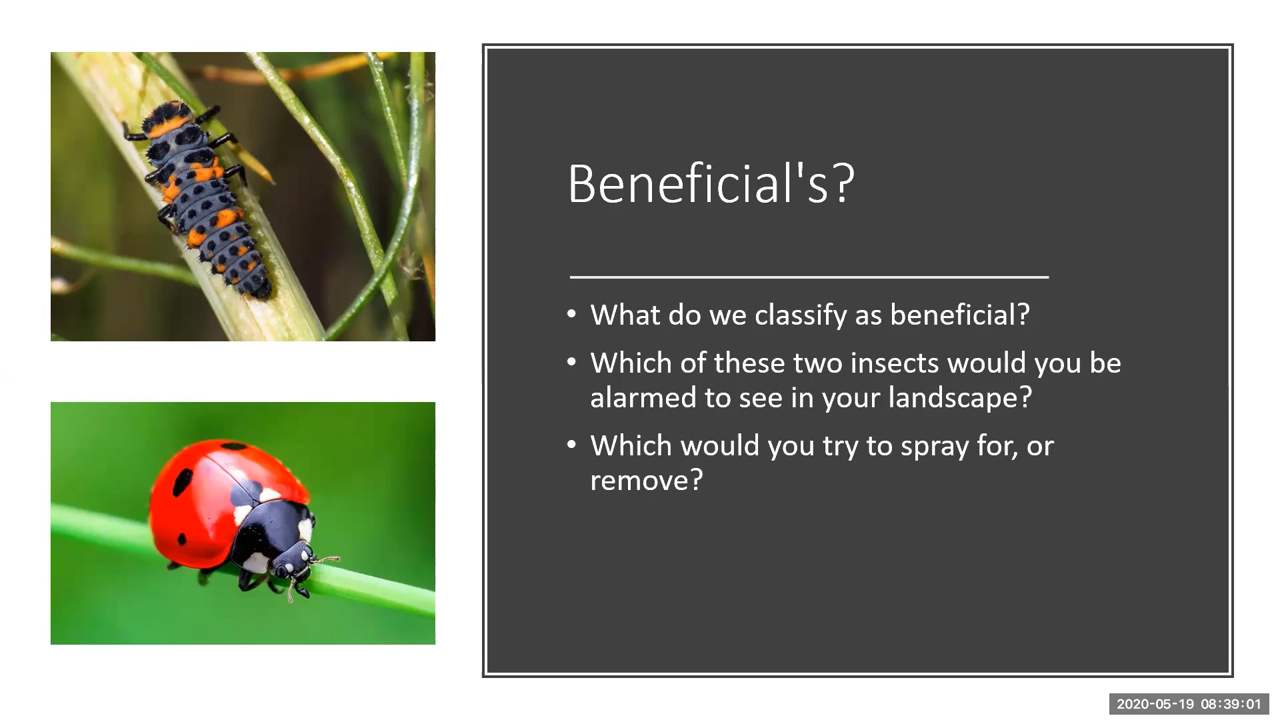 Beneficial's?
• What do we classify as beneficial?
• Which of these two insects would you be
alarmed to see in your landscape?
• Which would you try to spray for, or
remove?
2020-05-19 08:39:01